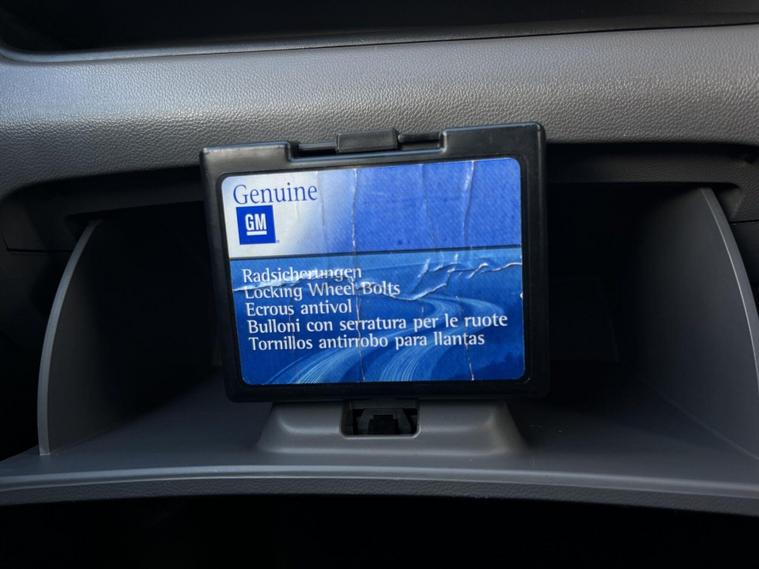 Genuine
GM
Radsicherungen
Locking Wheel Bolts
Ecrous antivol
Bulloni con serratura per le ruote
Tornillos antirrobo para llantas